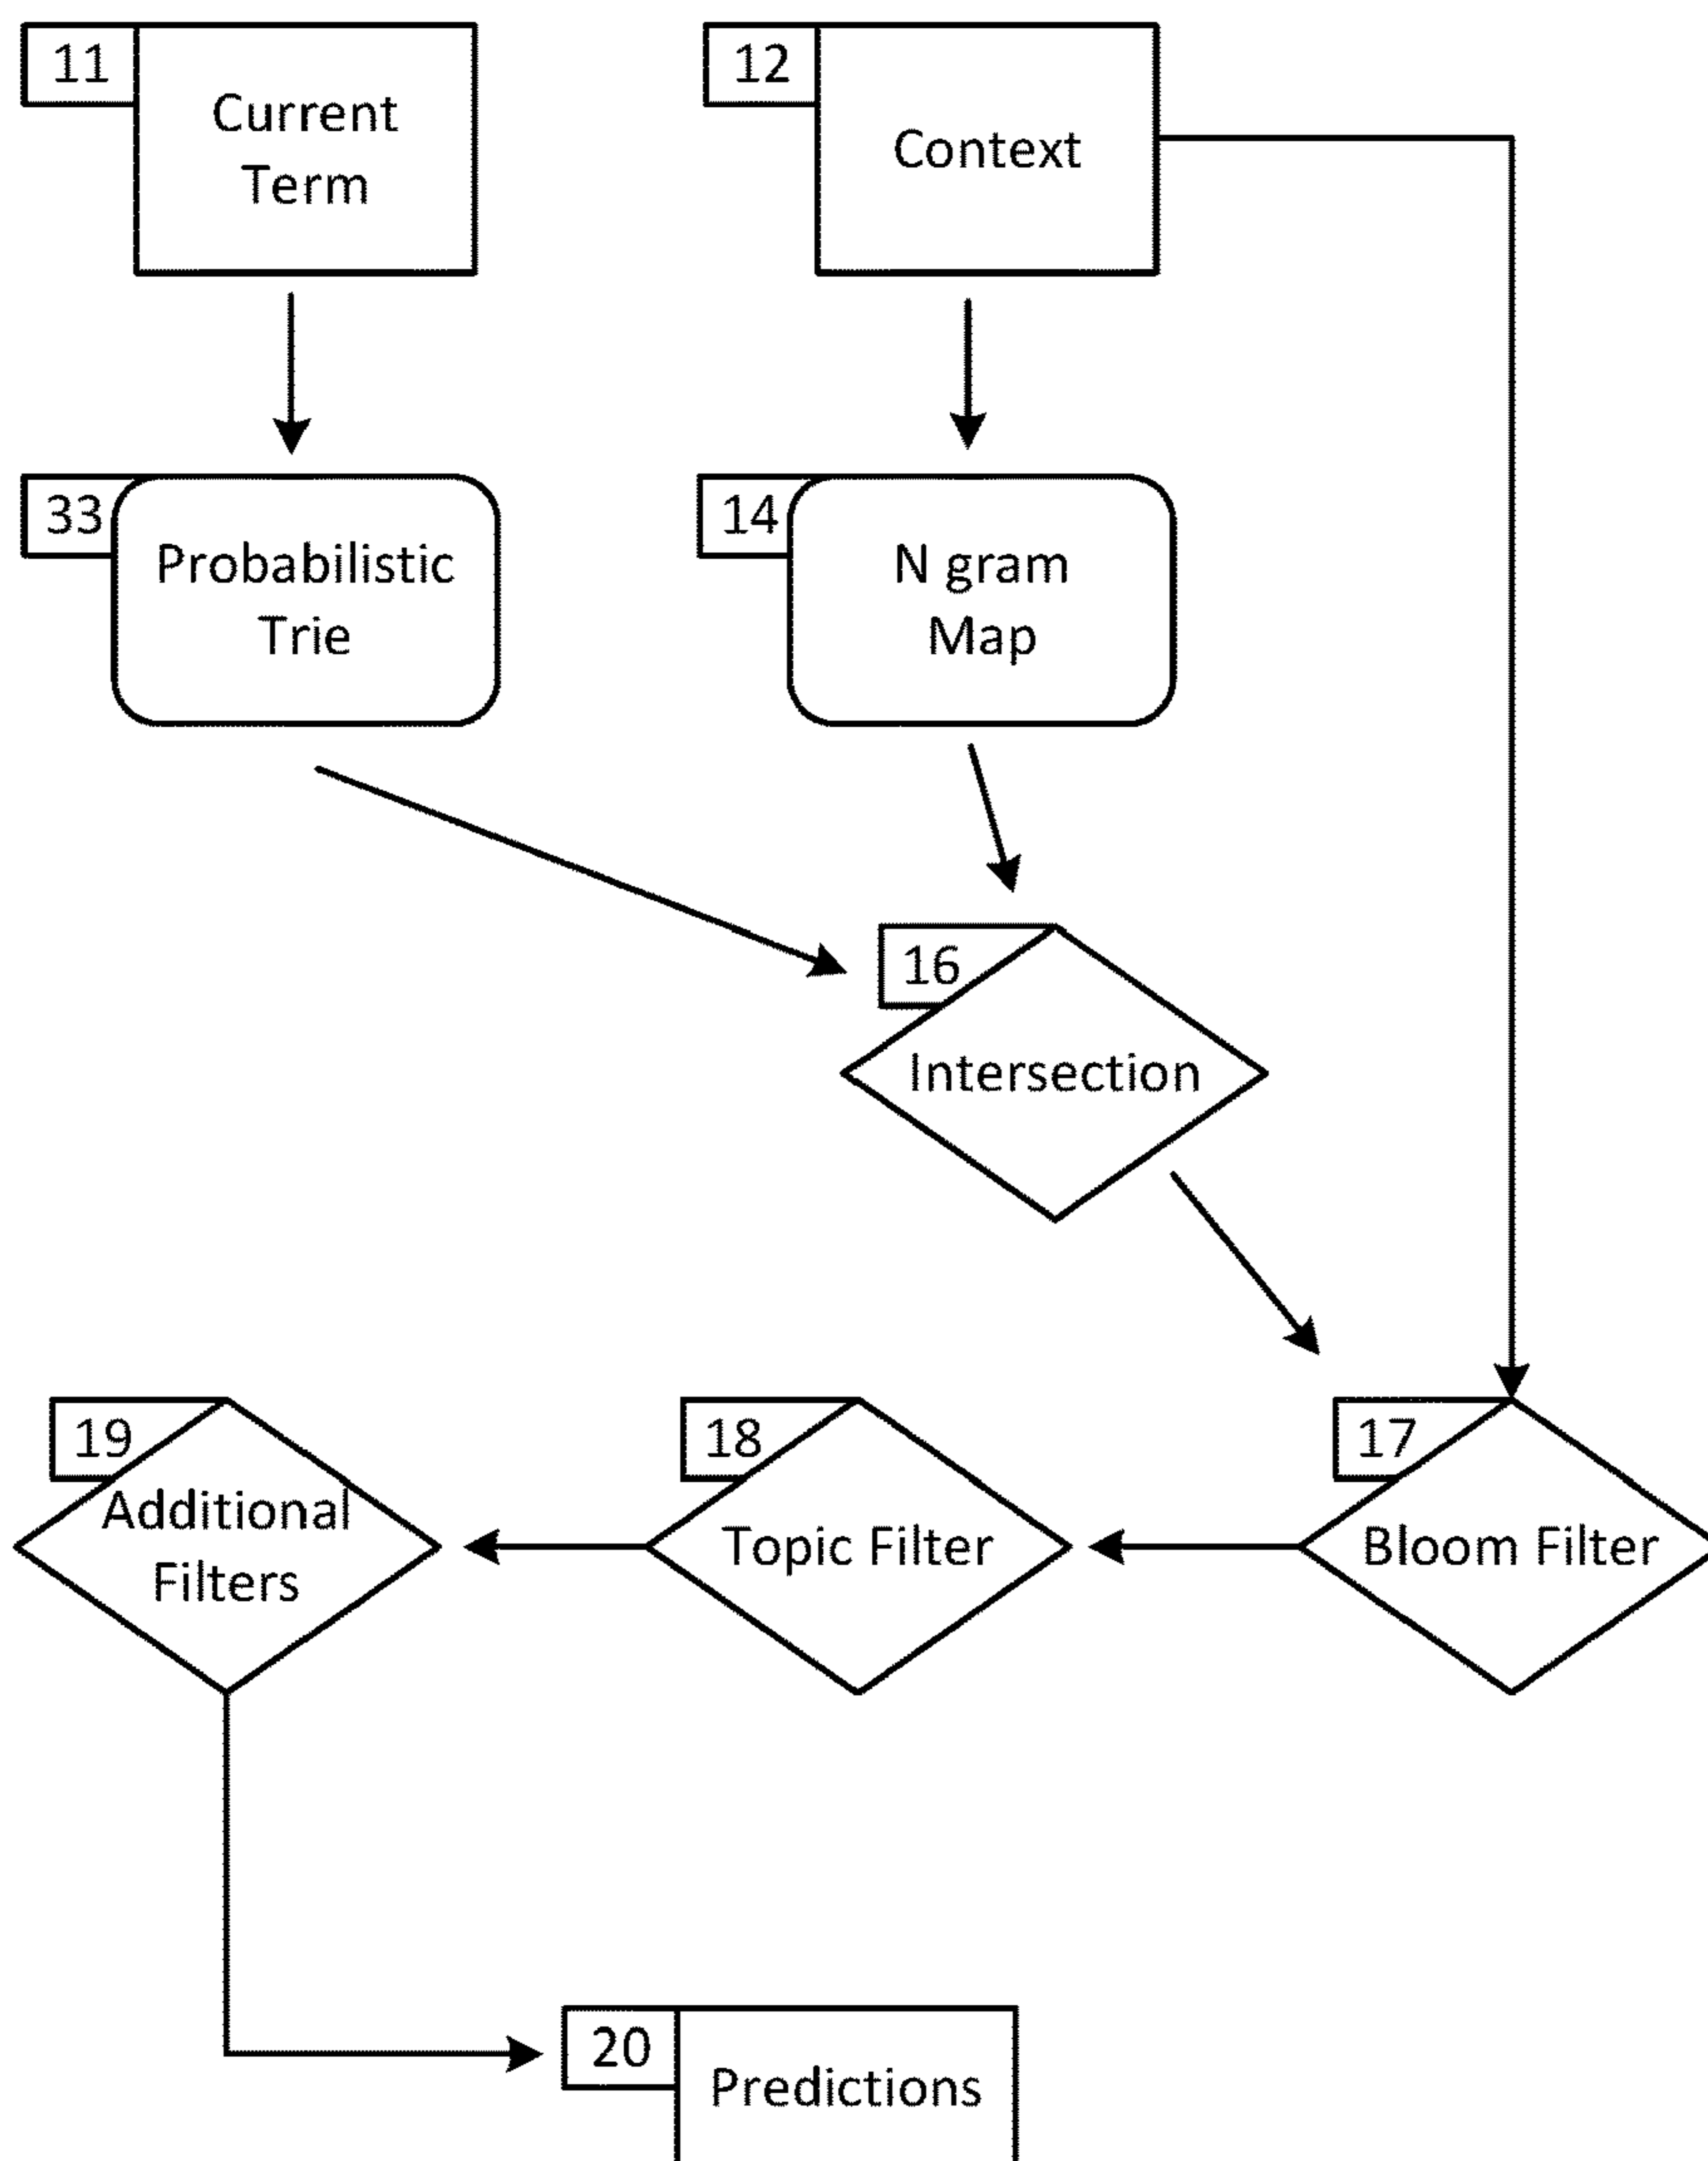 11
Current
Term
12
Context
33
Probabilistic
Trie
14
N gram
Map
16
Intersection
19
Additional
Filters
18
Topic Filter
17
Bloom Filter
20
Predictions